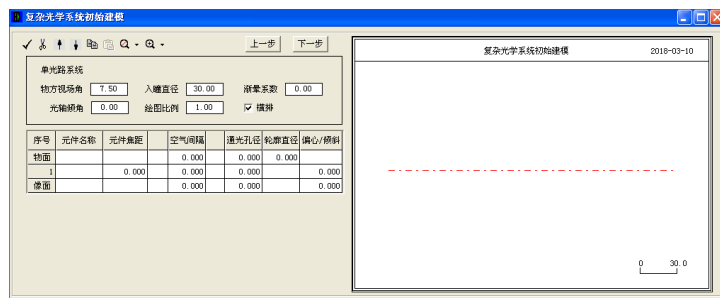 复杂光学系统初始建模
上一步 下一步
单光路系统
物方视场角 7.50 入瞳直径 30.00 渐晕系数 0.00
光轴倾角 0.00 绘图比例 1.00 横排
序号 元件名称 元件焦距 空气间隔 通光孔径 轮廓直径 偏心/倾斜
物面 0.000 0.000 0.000
1 0.000 0.000 0.000 0.000
像面 0.000 0.000
复杂光学系统初始建模 2018-03-10
0 30.0